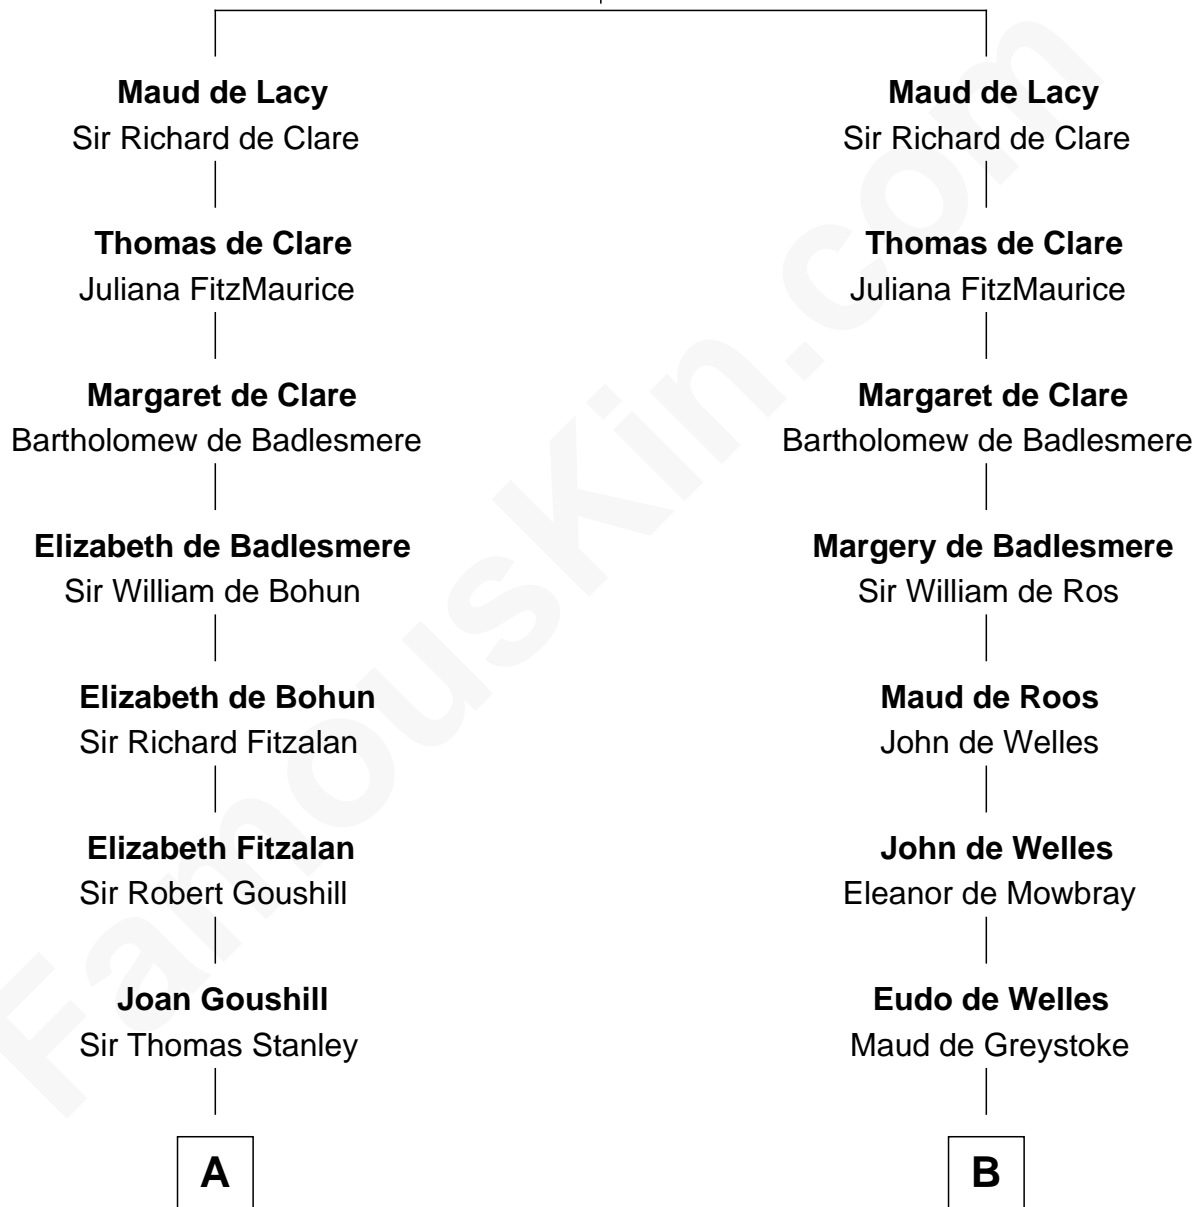 Maud de Lacy
Sir Richard de Clare
Thomas de Clare
Juliana FitzMaurice
Margaret de Clare
Bartholomew de Badlesmere
Elizabeth de Badlesmere
Sir William de Bohun
Elizabeth de Bohun
Sir Richard Fitzalan
Elizabeth Fitzalan
Sir Robert Goushill
Joan Goushill
Sir Thomas Stanley
A
Maud de Lacy
Sir Richard de Clare
Thomas de Clare
Juliana FitzMaurice
Margaret de Clare
Bartholomew de Badlesmere
Margery de Badlesmere
Sir William de Ros
Maud de Roos
John de Welles
John de Welles
Eleanor de Mowbray
Eudo de Welles
Maud de Greystoke
B
FamousKin.com